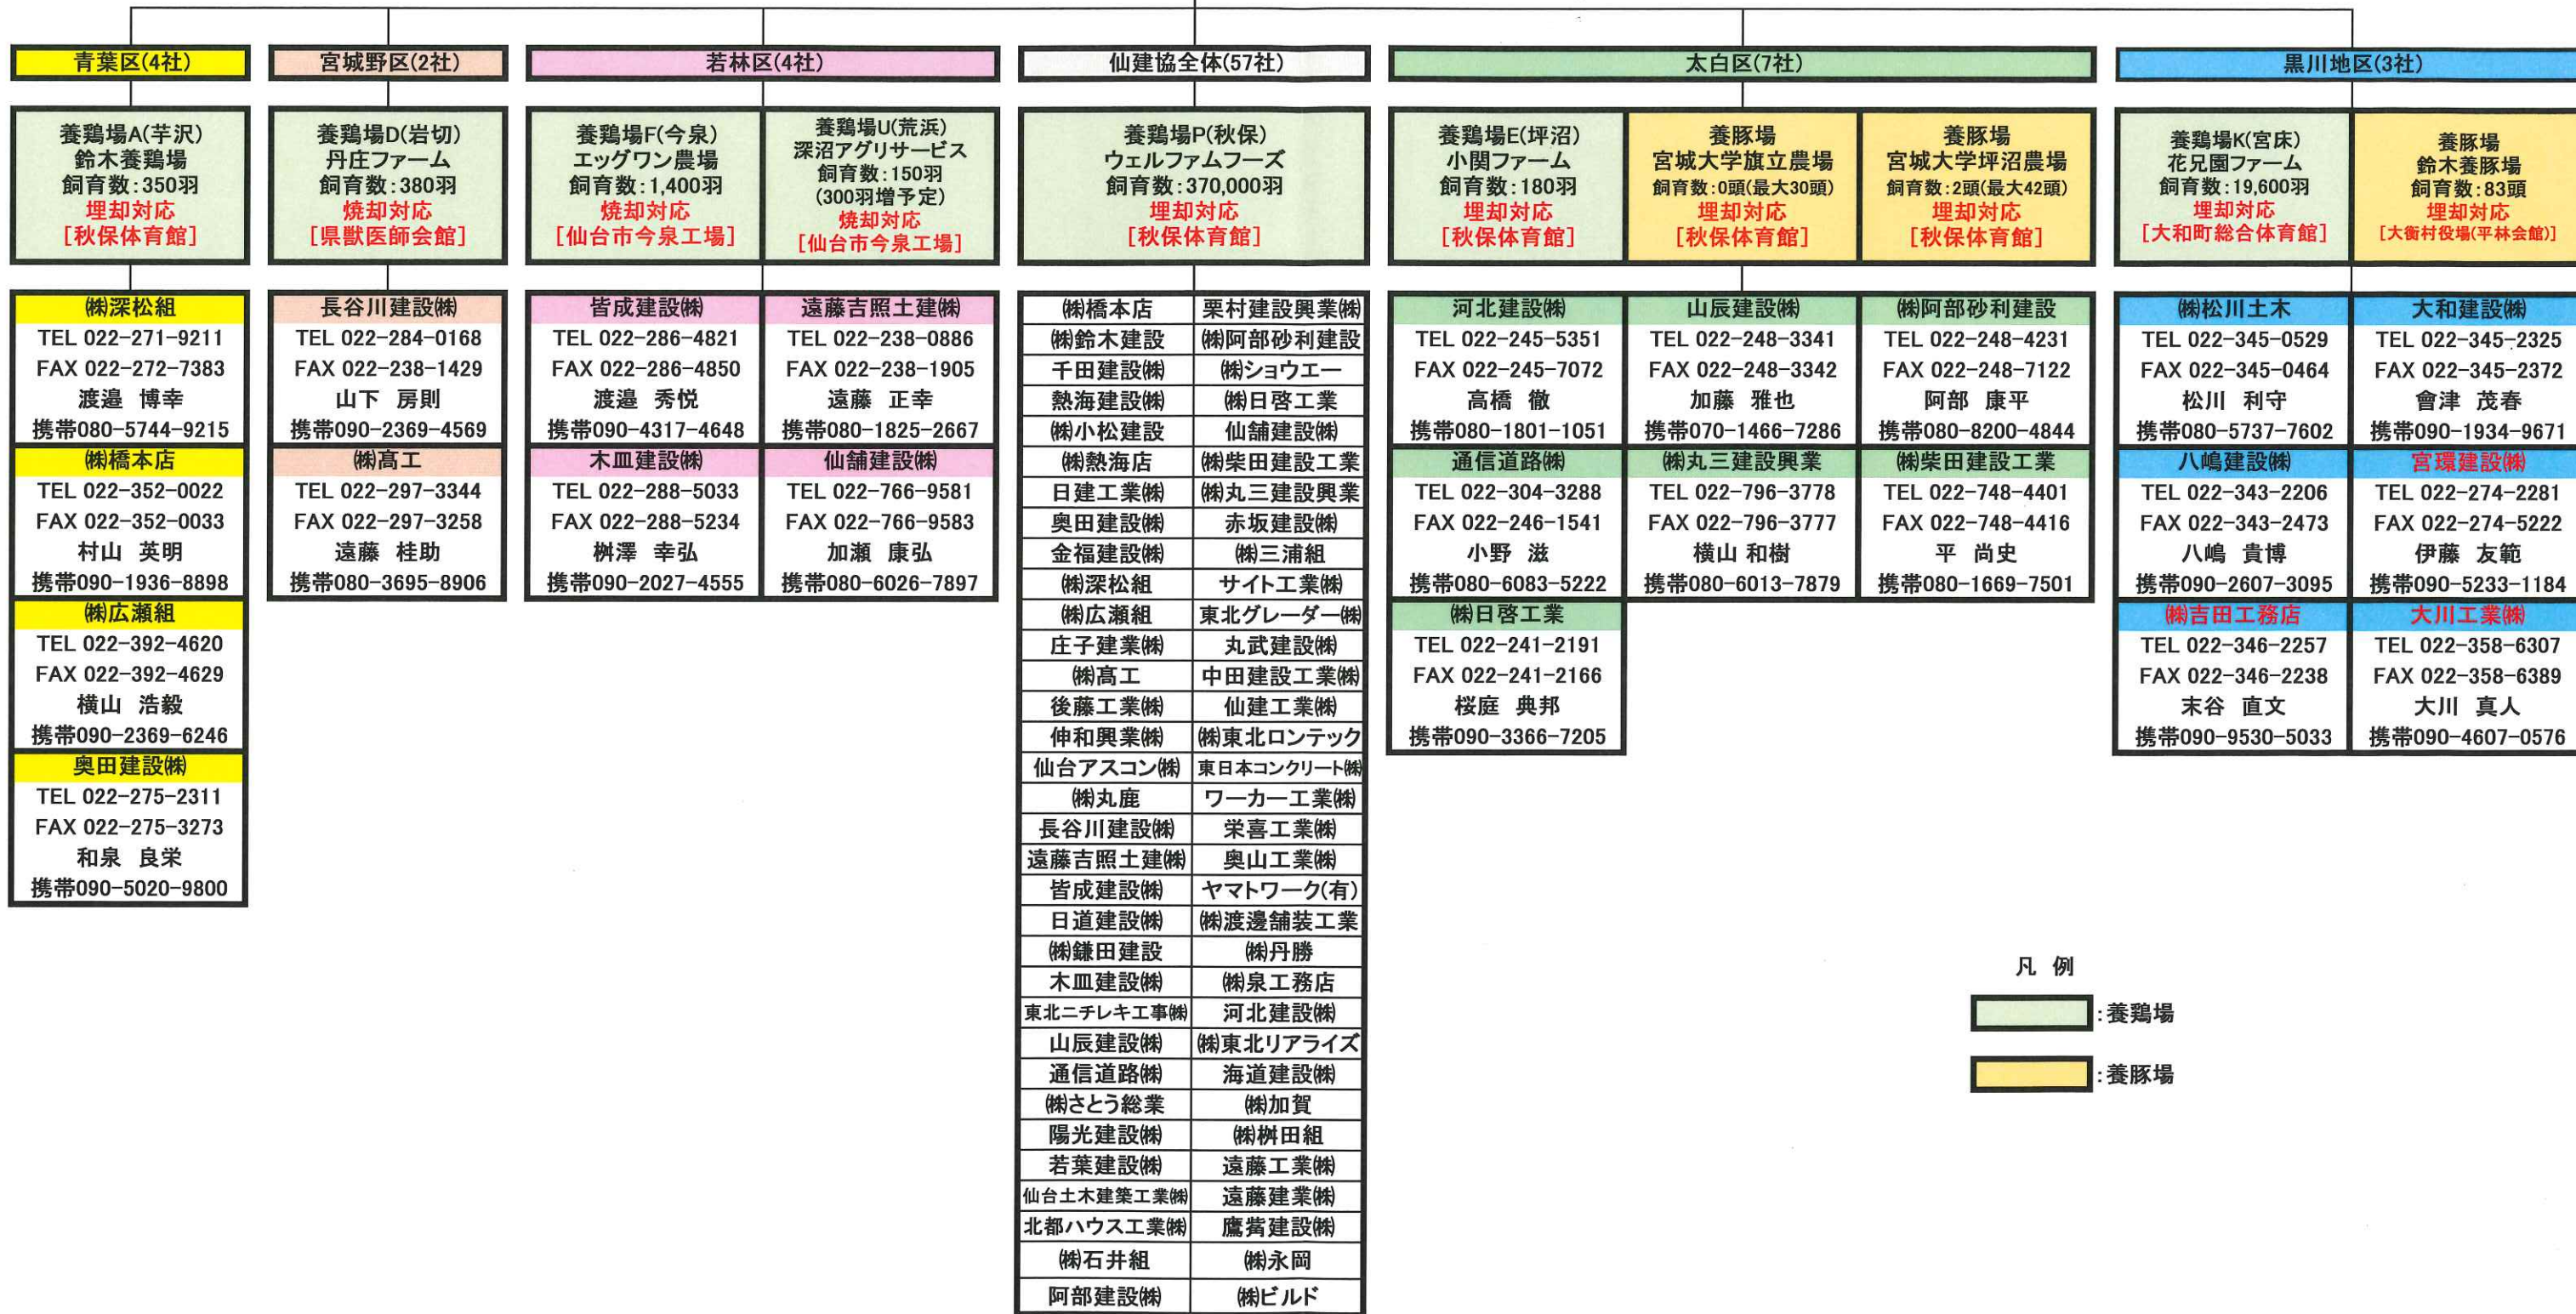 青葉区(4社)
養鶏場A(芋沢)
鈴木養鶏場
飼育数:350羽
埋却対応
[秋保体育館]
㈱深松組
TEL 022-271-9211
FAX 022-272-7383
渡邉 博幸
携帯080-5744-9215
㈱橋本店
TEL 022-352-0022
FAX 022-352-0033
村山 英明
携帯090-1936-8898
㈱広瀬組
TEL 022-392-4620
FAX 022-392-4629
横山 浩毅
携帯090-2369-6246
奥田建設㈱
TEL 022-275-2311
FAX 022-275-3273
和泉 良栄
携帯090-5020-9800
宮城野区(2社)
養鶏場D(岩切)
丹庄ファーム
飼育数:380羽
焼却対応
[県獣医師会館]
長谷川建設㈱
TEL 022-284-0168
FAX 022-238-1429
山下 房則
携帯090-2369-4569
㈱髙工
TEL 022-297-3344
FAX 022-297-3258
遠藤 桂助
携帯080-3695-8906
若林区(4社)
養鶏場F(今泉)
エッグワン農場
飼育数:1,400羽
焼却対応
[仙台市今泉工場]
養鶏場U(荒浜)
深沼アグリサービス
飼育数:150羽
(300羽増予定)
焼却対応
[仙台市今泉工場]
皆成建設㈱
TEL 022-286-4821
FAX 022-286-4850
渡邉 秀悦
携帯090-4317-4648
遠藤吉照土建㈱
TEL 022-238-0886
FAX 022-238-1905
遠藤 正幸
携帯080-1825-2667
木皿建設㈱
TEL 022-288-5033
FAX 022-288-5234
桝澤 幸弘
携帯090-2027-4555
仙舗建設㈱
TEL 022-766-9581
FAX 022-766-9583
加瀬 康弘
携帯080-6026-7897
仙建協全体(57社)
養鶏場P(秋保)
ウェルファムフーズ
飼育数:370,000羽
埋却対応
[秋保体育館]
㈱橋本店 栗村建設興業㈱
㈱鈴木建設 ㈱阿部砂利建設
千田建設㈱ ㈱ショウエー
熱海建設㈱ ㈱日啓工業
㈱小松建設 仙舗建設㈱
㈱熱海店 ㈱柴田建設工業
日建工業㈱ ㈱丸三建設興業
奥田建設㈱ 赤坂建設㈱
金福建設㈱ ㈱三浦組
㈱深松組 サイト工業㈱
㈱広瀬組 東北グレーダー㈱
庄子建業㈱ 丸武建設㈱
㈱髙工 中田建設工業㈱
後藤工業㈱ 仙建工業㈱
伸和興業㈱ ㈱東北ロンテック
仙台アスコン㈱ 東日本コンクリート㈱
㈱丸鹿 ワーカー工業㈱
長谷川建設㈱ 栄喜工業㈱
遠藤吉照土建㈱ 奥山工業㈱
皆成建設㈱ ヤマトワーク(有)
日道建設㈱ ㈱渡邊舗装工業
㈱鎌田建設 ㈱丹勝
木皿建設㈱ ㈱泉工務店
東北ニチレキ工事㈱ 河北建設㈱
山辰建設㈱ ㈱東北リアライズ
通信道路㈱ 海道建設㈱
㈱さとう総業 ㈱加賀
陽光建設㈱ ㈱桝田組
若葉建設㈱ 遠藤工業㈱
仙台土木建築工業㈱ 遠藤建業㈱
北都ハウス工業㈱ 鷹觜建設㈱
㈱石井組 ㈱永岡
阿部建設㈱ ㈱ビルド
太白区(7社)
養鶏場E(坪沼)
小関ファーム
飼育数:180羽
埋却対応
[秋保体育館]
養豚場
宮城大学旗立農場
飼育数:0頭(最大30頭)
埋却対応
[秋保体育館]
養豚場
宮城大学坪沼農場
飼育数:2頭(最大42頭)
埋却対応
[秋保体育館]
河北建設㈱
TEL 022-245-5351
FAX 022-245-7072
高橋 徹
携帯080-1801-1051
山辰建設㈱
TEL 022-248-3341
FAX 022-248-3342
加藤 雅也
携帯070-1466-7286
㈱阿部砂利建設
TEL 022-248-4231
FAX 022-248-7122
阿部 康平
携帯080-8200-4844
通信道路㈱
TEL 022-304-3288
FAX 022-246-1541
小野 滋
携帯080-6083-5222
㈱丸三建設興業
TEL 022-796-3778
FAX 022-796-3777
横山 和樹
携帯080-6013-7879
㈱柴田建設工業
TEL 022-748-4401
FAX 022-748-4416
平 尚史
携帯080-1669-7501
㈱日啓工業
TEL 022-241-2191
FAX 022-241-2166
桜庭 典邦
携帯090-3366-7205
黒川地区(3社)
養鶏場K(宮床)
花兄園ファーム
飼育数:19,600羽
埋却対応
[大和町総合体育館]
養豚場
鈴木養豚場
飼育数:83頭
埋却対応
[大衡村役場(平林会館)]
㈱松川土木
TEL 022-345-0529
FAX 022-345-0464
松川 利守
携帯080-5737-7602
大和建設㈱
TEL 022-345-2325
FAX 022-345-2372
會津 茂春
携帯090-1934-9671
八嶋建設㈱
TEL 022-343-2206
FAX 022-343-2473
八嶋 貴博
携帯090-2607-3095
宮環建設㈱
TEL 022-274-2281
FAX 022-274-5222
伊藤 友範
携帯090-5233-1184
㈱吉田工務店
TEL 022-346-2257
FAX 022-346-2238
末谷 直文
携帯090-9530-5033
大川工業㈱
TEL 022-358-6307
FAX 022-358-6389
大川 真人
携帯090-4607-0576
凡 例
:養鶏場
:養豚場